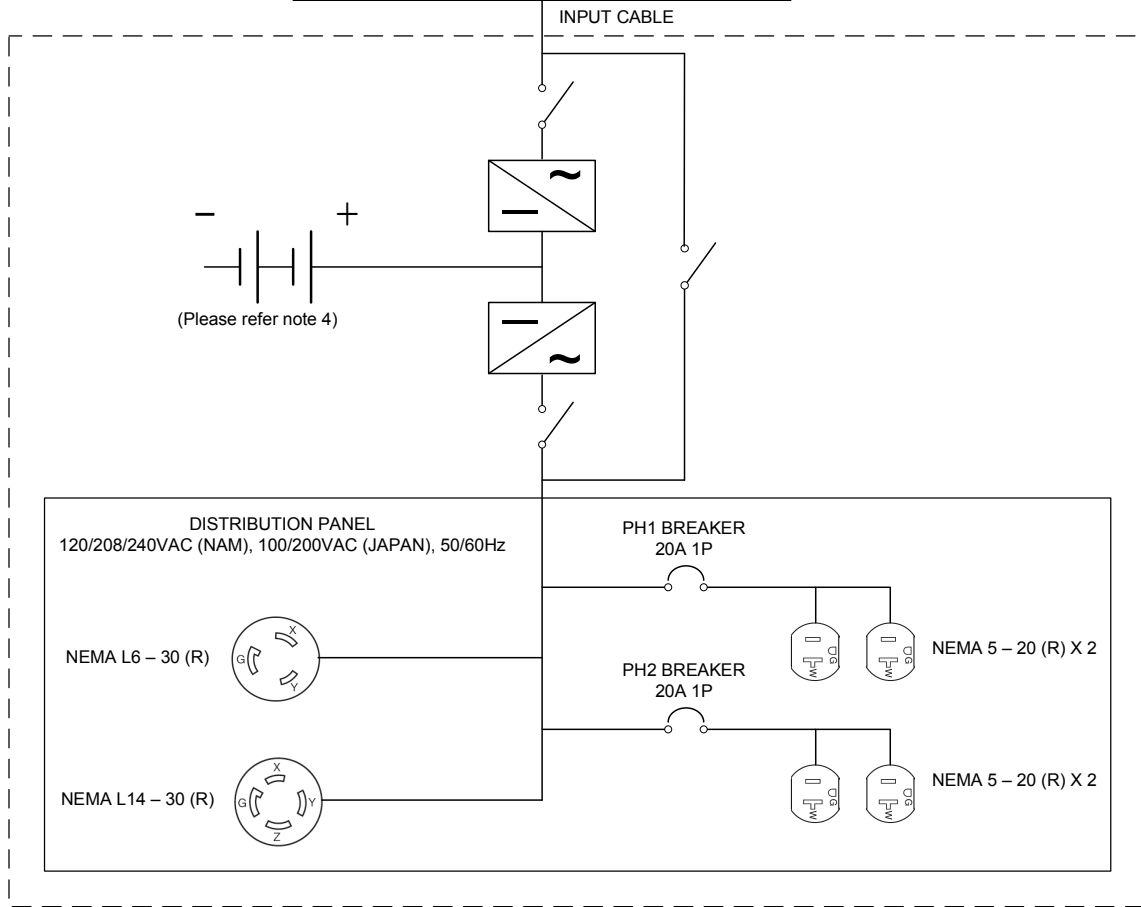 INPUT CABLE
~
–
– +
(Please refer note 4)
–
~
DISTRIBUTION PANEL
120/208/240VAC (NAM), 100/200VAC (JAPAN), 50/60Hz
PH1 BREAKER
20A 1P
NEMA L6 – 30 (R)
X
G
Y
G
W
G
W
NEMA 5 – 20 (R) X 2
PH2 BREAKER
20A 1P
NEMA L14 – 30 (R)
X
G
Y
Z
G
W
G
W
NEMA 5 – 20 (R) X 2